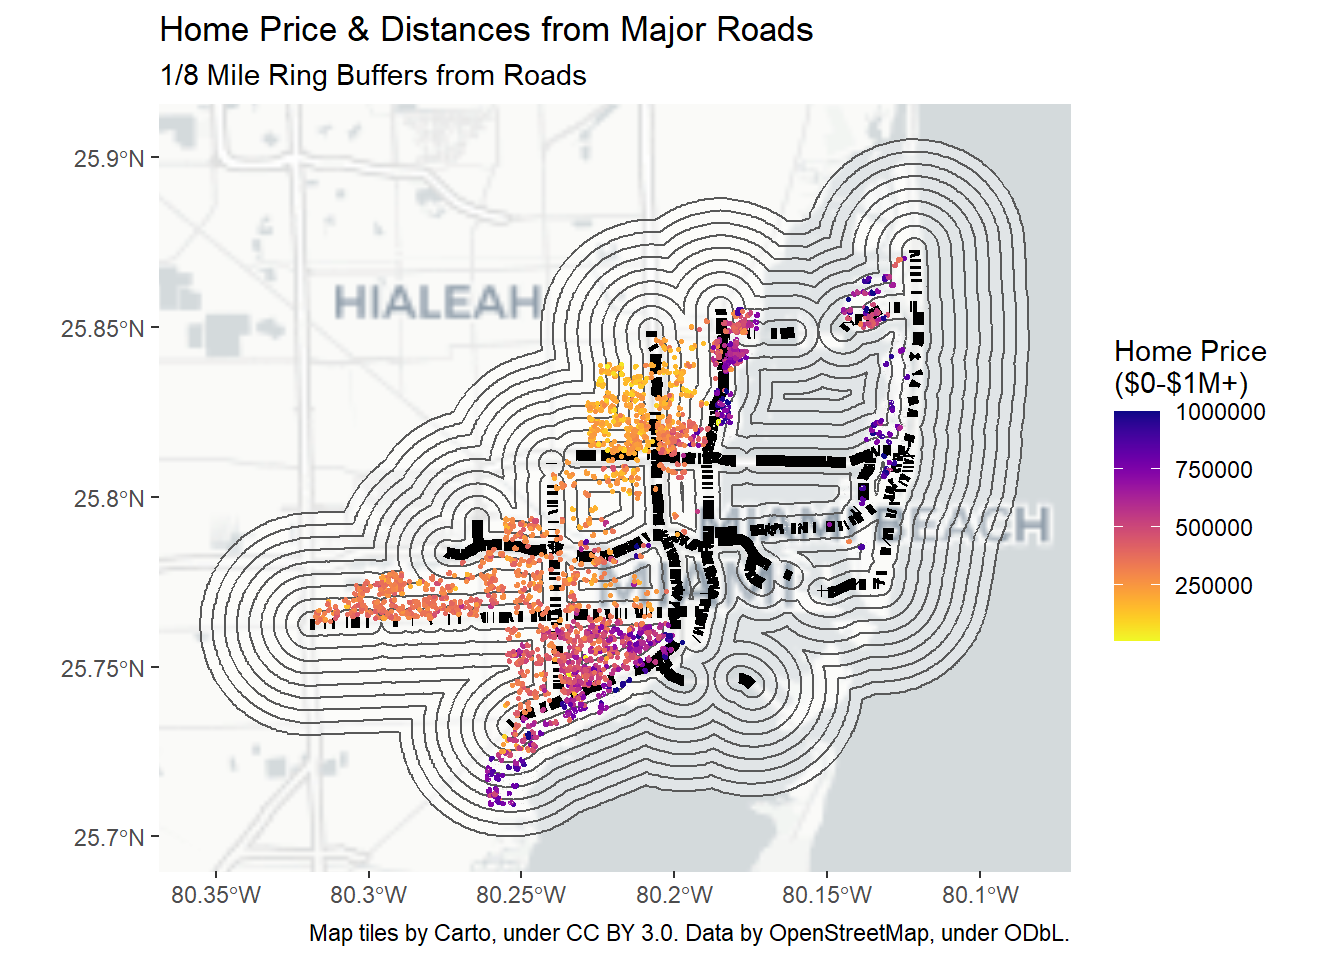 Home Price & Distances from Major Roads
1/8 Mile Ring Buffers from Roads
25.9°N
25.85°N
25.8°N
25.75°N
25.7°N
HIALEAH
MIAMI BEACH
MIAMI
80.35°W
80.3°W
80.25°W
80.2°W
80.15°W
80.1°W
Home Price
($0-$1M+)
1000000
750000
500000
250000
Map tiles by Carto, under CC BY 3.0. Data by OpenStreetMap, under ODbL.